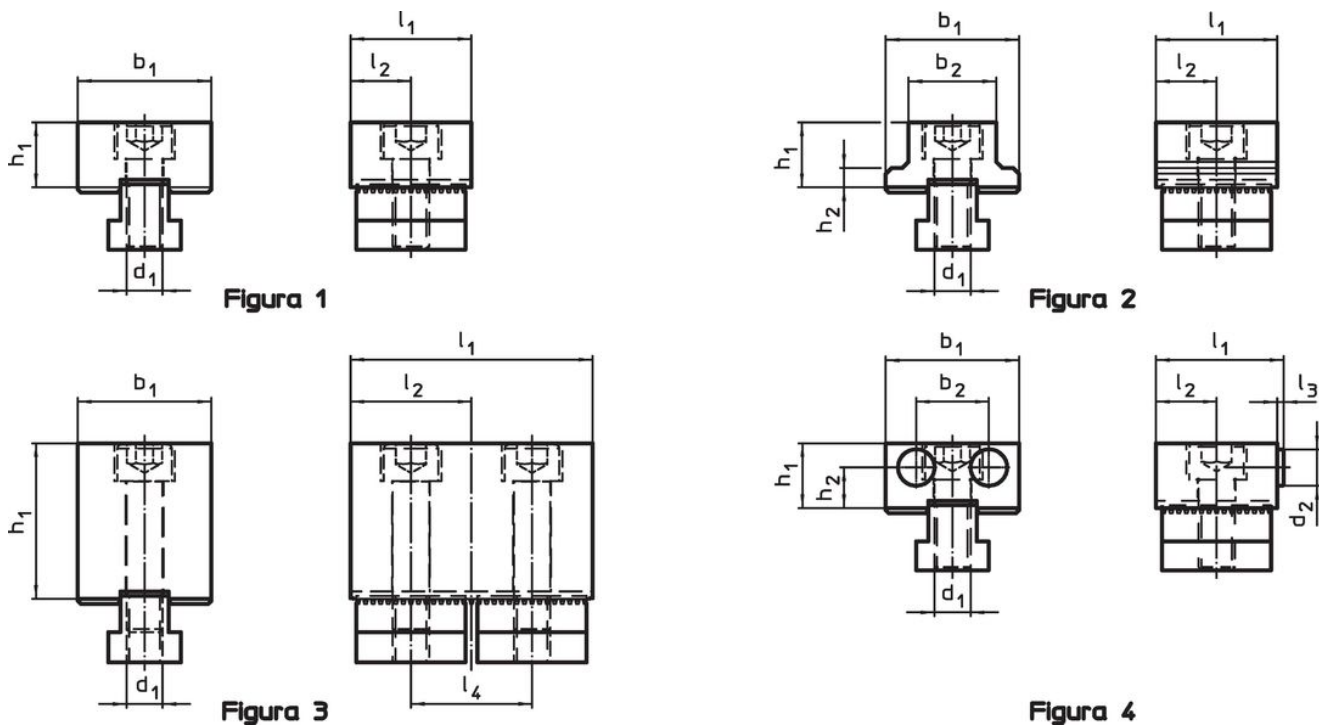 l₁
b₁
l₂
h₁
d₁
Figura 1
b₁
l₁
b₂
l₂
h₁
h₂
d₁
Figura 2
l₁
b₁
l₂
h₁
d₁
l₄
Figura 3
b₁
l₁
b₂
l₂
l₃
h₁
h₂
d₂
d₁
Figura 4